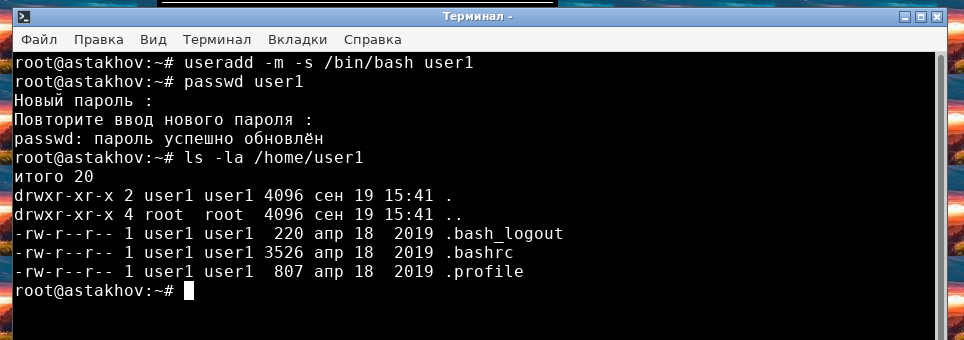 Терминал -
Файл Правка Вид Терминал Вкладки Справка
root@astakhov:~# useradd -m -s /bin/bash user1
root@astakhov:~# passwd user1
Новый пароль :
Повторите ввод нового пароля :
passwd: пароль успешно обновлён
root@astakhov:~# ls -la /home/user1
итого 20
drwxr-xr-x 2 user1 user1 4096 сен 19 15:41 .
drwxr-xr-x 4 root  root  4096 сен 19 15:41 ..
-rw-r--r-- 1 user1 user1  220 апр 18  2019 .bash_logout
-rw-r--r-- 1 user1 user1 3526 апр 18  2019 .bashrc
-rw-r--r-- 1 user1 user1  807 апр 18  2019 .profile
root@astakhov:~#